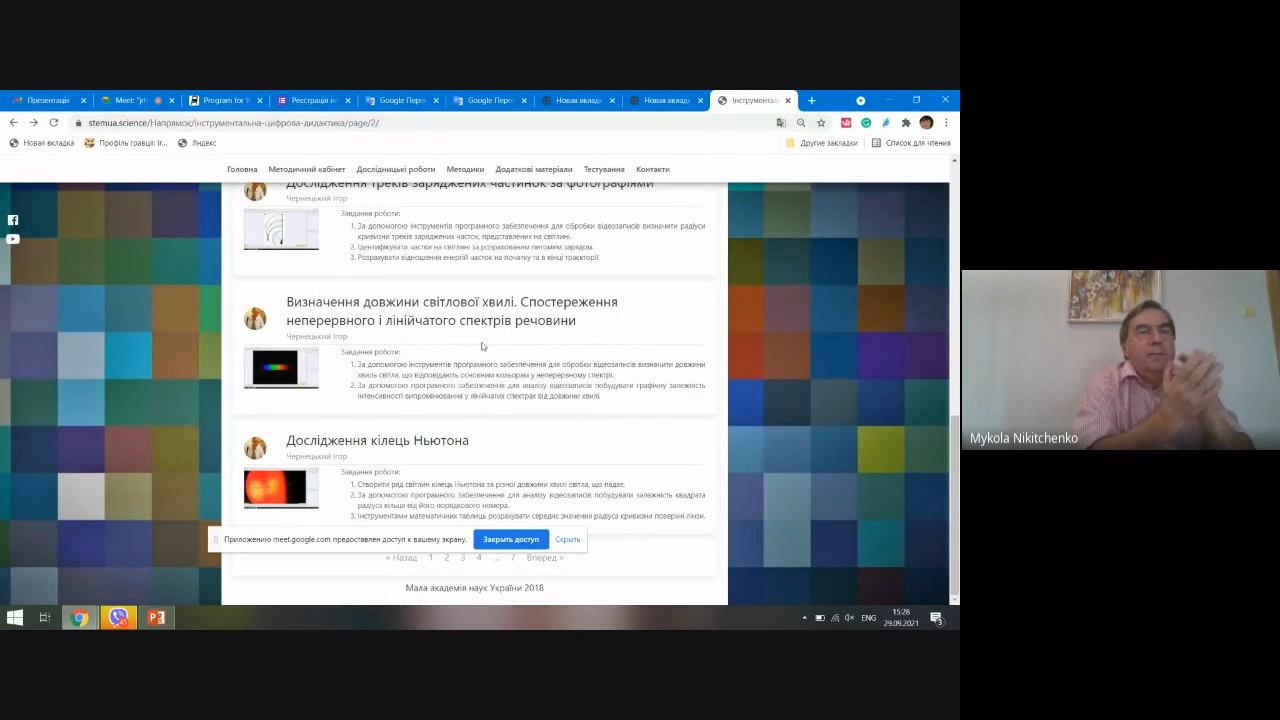 Презентація
Meet: "jrh
Program for W
Реєстрація на
Google Пере
Google Пере
Новая вклад
Новая вклад
Інструмента
stemua.science/Напрямок/інструментальна-цифрова-дидактика/page/2/
Новая вкладка
Профіль гравця: Іг...
Яндекс
Другие закладки
Список для чтения
Головна Методичний кабінет Дослідницькі роботи Методики Додаткові матеріали Тестування Контакти
Дослідження треків заряджених частинок за фотографіями
Чернецький Ігор
Завдання роботи:
1. За допомогою інструментів програмного забезпечення для обробки відеозаписів визначити радіуси
кривизни треків заряджених часток, представлених на світлині.
2. Ідентифікувати частки на світлині за розрахованим питомим зарядом.
3. Розрахувати відношення енергій часток на початку та в кінці траєкторії.
Визначення довжини світлової хвилі. Спостереження
неперервного і лінійчатого спектрів речовини
Чернецький Ігор
Завдання роботи:
1. За допомогою інструментів програмного забезпечення для обробки відеозаписів визначити довжини
хвиль світла, що відповідають основним кольорам у неперервному спектрі.
2. За допомогою програмного забезпечення для аналізу відеозаписів побудувати графічну залежність
інтенсивності випромінювання у лінійчатих спектрах від довжини хвилі.
Дослідження кілець Ньютона
Чернецький Ігор
Завдання роботи:
1. Створити ряд світлин кілець Ньютона за різної довжини хвилі світла, що падає.
2. За допомогою програмного забезпечення для аналізу відеозаписів побудувати залежність квадрата
радіуса кільця від його порядкового номера.
3. Інструментами математичних таблиць розрахувати середнє значення радіуса кривизни поверхні лінзи.
Приложению meet.google.com предоставлен доступ к вашему экрану.
Закрыть доступ
Скрыть
« Назад 1 2 3 4 ... 7 Вперед »
Мала академія наук України 2018
ENG
15:28
29.09.2021
3
Mykola Nikitchenko